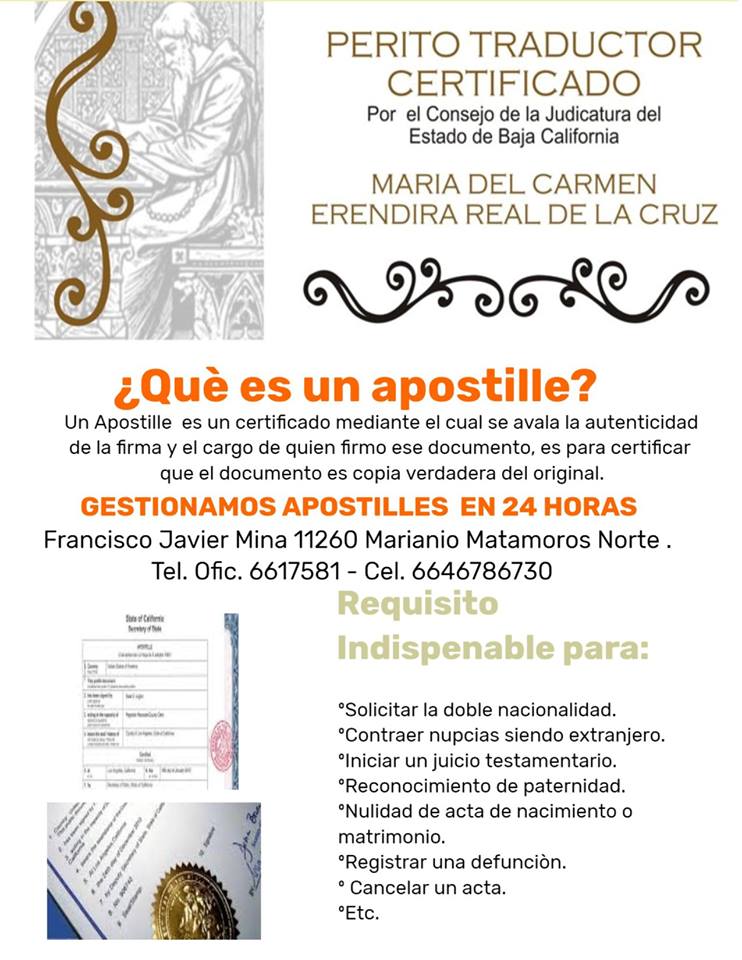 PERITO TRADUCTOR
CERTIFICADO
Por el Consejo de la Judicatura del
Estado de Baja California
MARIA DEL CARMEN
ERENDIRA REAL DE LA CRUZ
¿Què es un apostille?
Un Apostille es un certificado mediante el cual se avala la autenticidad
de la firma y el cargo de quien firmo ese documento, es para certificar
que el documento es copia verdadera del original.
GESTIONAMOS APOSTILLES EN 24 HORAS
Francisco Javier Mina 11260 Marianio Matamoros Norte .
Tel. Ofic. 6617581 - Cel. 6646786730
Requisito
Indispenable para:
°Solicitar la doble nacionalidad.
°Contraer nupcias siendo extranjero.
°Iniciar un juicio testamentario.
°Reconocimiento de paternidad.
°Nulidad de acta de nacimiento o
matrimonio.
°Registrar una defunciòn.
° Cancelar un acta.
°Etc.
State of California
Secretary of State